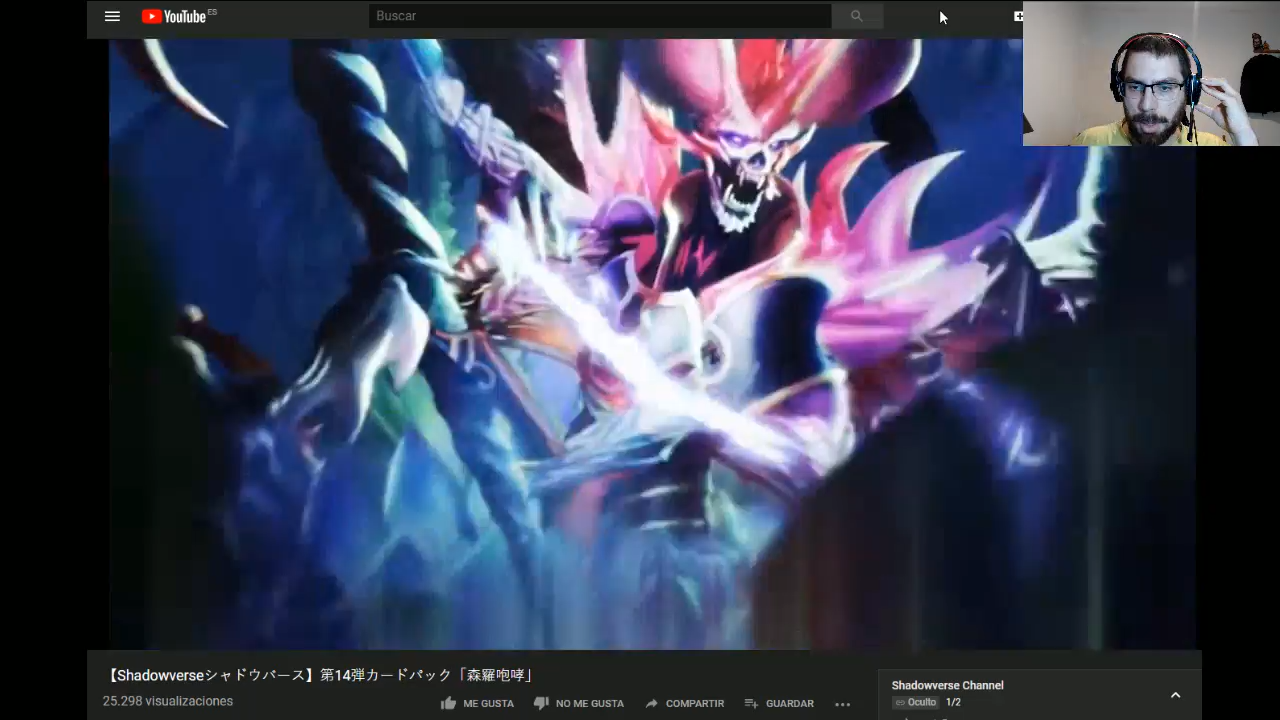 YouTube ES
Buscar
【Shadowverseシャドウバース】第14弾カードパック「森羅咆哮」
25.298 visualizaciones
ME GUSTA
NO ME GUSTA
COMPARTIR
GUARDAR
Shadowverse Channel
Oculto 1/2